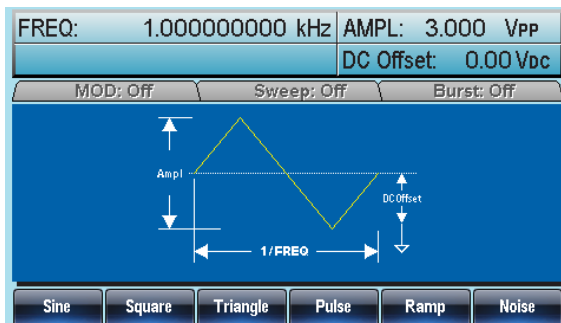 FREQ: 1.000000000 kHz AMPL: 3.000 VPP
DC Offset: 0.00 VDC
MOD: Off Sweep: Off Burst: Off
Ampl
DC Offset
1/FREQ
Sine Square Triangle Pulse Ramp Noise